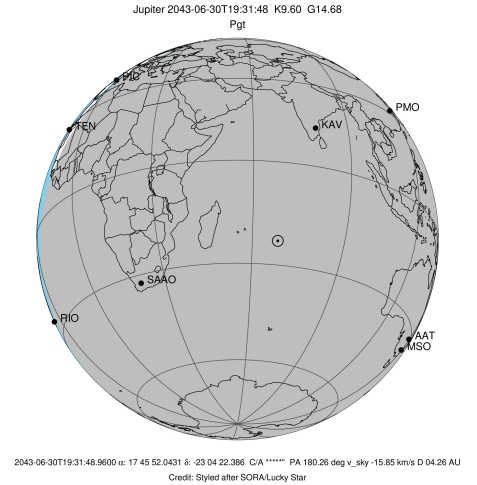 Jupiter 2043-06-30T19:31:48 K9.60 G14.68
Pgt
PIC
TEN
PMO
KAV
SAAO
RIO
AAT
MSO
2043-06-30T19:31:48.9600 α: 17 45 52.0431 δ: -23 04 22.386 C/A *****" PA 180.26 deg v_sky -15.85 km/s D 04.26 AU
Credit: Styled after SORA/Lucky Star